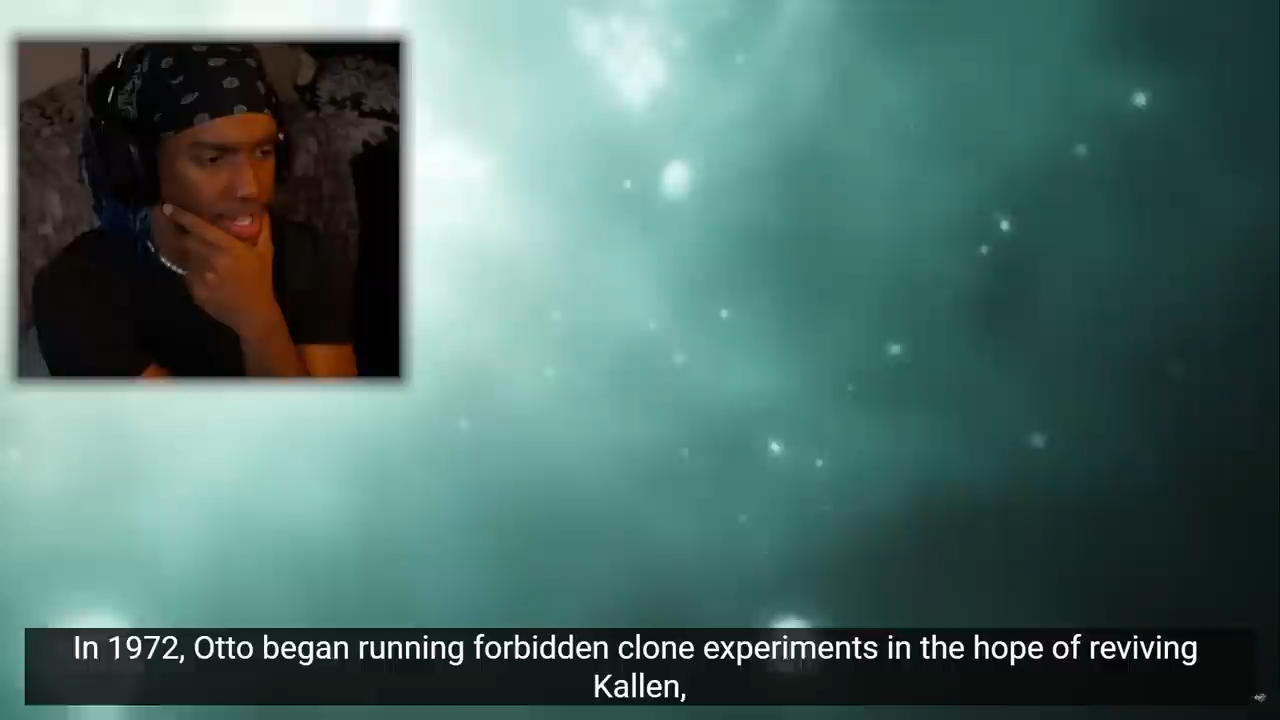 In 1972, Otto began running forbidden clone experiments in the hope of reviving
Kallen,